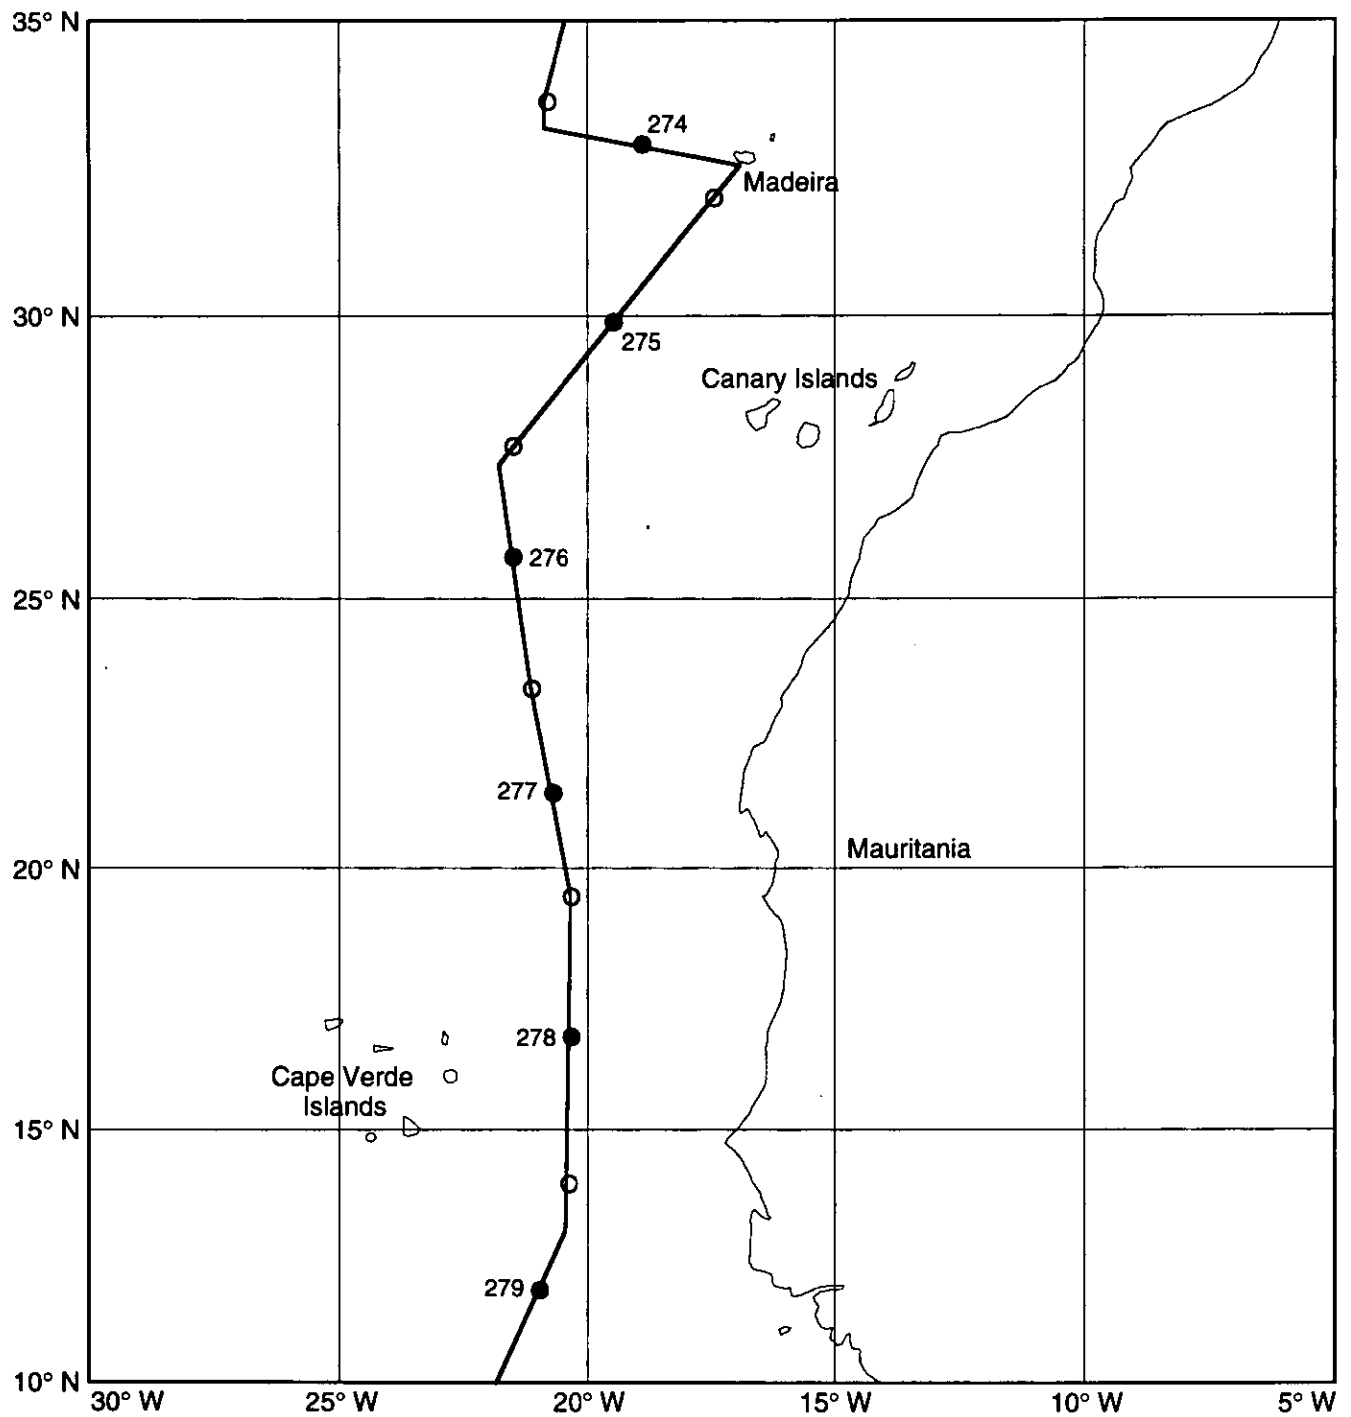 35° N
274
Madeira
30° N
275
Canary Islands
276
25° N
277
Mauritania
20° N
278
Cape Verde
Islands
15° N
279
10° N
30° W
25° W
20° W
15° W
10° W
5° W